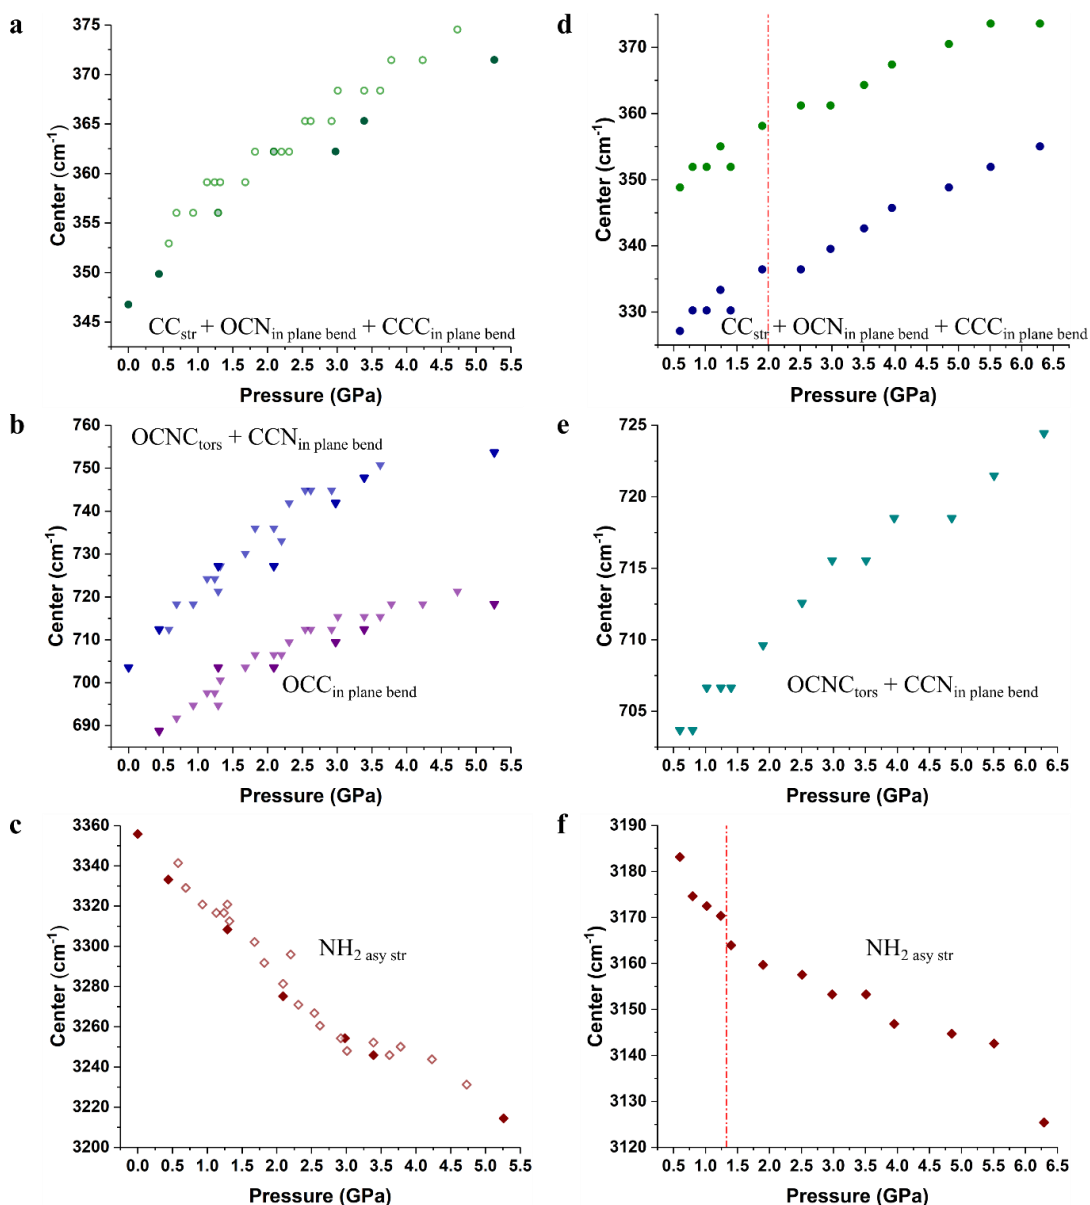 a
Center (cm-1)
375
370
365
360
355
350
345
CCstr + OCNin plane bend + CCCin plane bend
0.0 0.5 1.0 1.5 2.0 2.5 3.0 3.5 4.0 4.5 5.0 5.5
Pressure (GPa)
d
Center (cm-1)
370
360
350
340
330
CCstr + OCNin plane bend + CCCin plane bend
0.5 1.0 1.5 2.0 2.5 3.0 3.5 4.0 4.5 5.0 5.5 6.0 6.5
Pressure (GPa)
b
Center (cm-1)
760
750
740
730
720
710
700
690
OCNCtors + CCNin plane bend
OCCin plane bend
0.0 0.5 1.0 1.5 2.0 2.5 3.0 3.5 4.0 4.5 5.0 5.5
Pressure (GPa)
e
Center (cm-1)
725
720
715
710
705
OCNCtors + CCNin plane bend
0.5 1.0 1.5 2.0 2.5 3.0 3.5 4.0 4.5 5.0 5.5 6.0 6.5
Pressure (GPa)
c
Center (cm-1)
3360
3340
3320
3300
3280
3260
3240
3220
3200
NH2 asy str
0.0 0.5 1.0 1.5 2.0 2.5 3.0 3.5 4.0 4.5 5.0 5.5
Pressure (GPa)
f
Center (cm-1)
3190
3180
3170
3160
3150
3140
3130
3120
NH2 asy str
0.5 1.0 1.5 2.0 2.5 3.0 3.5 4.0 4.5 5.0 5.5 6.0 6.5
Pressure (GPa)